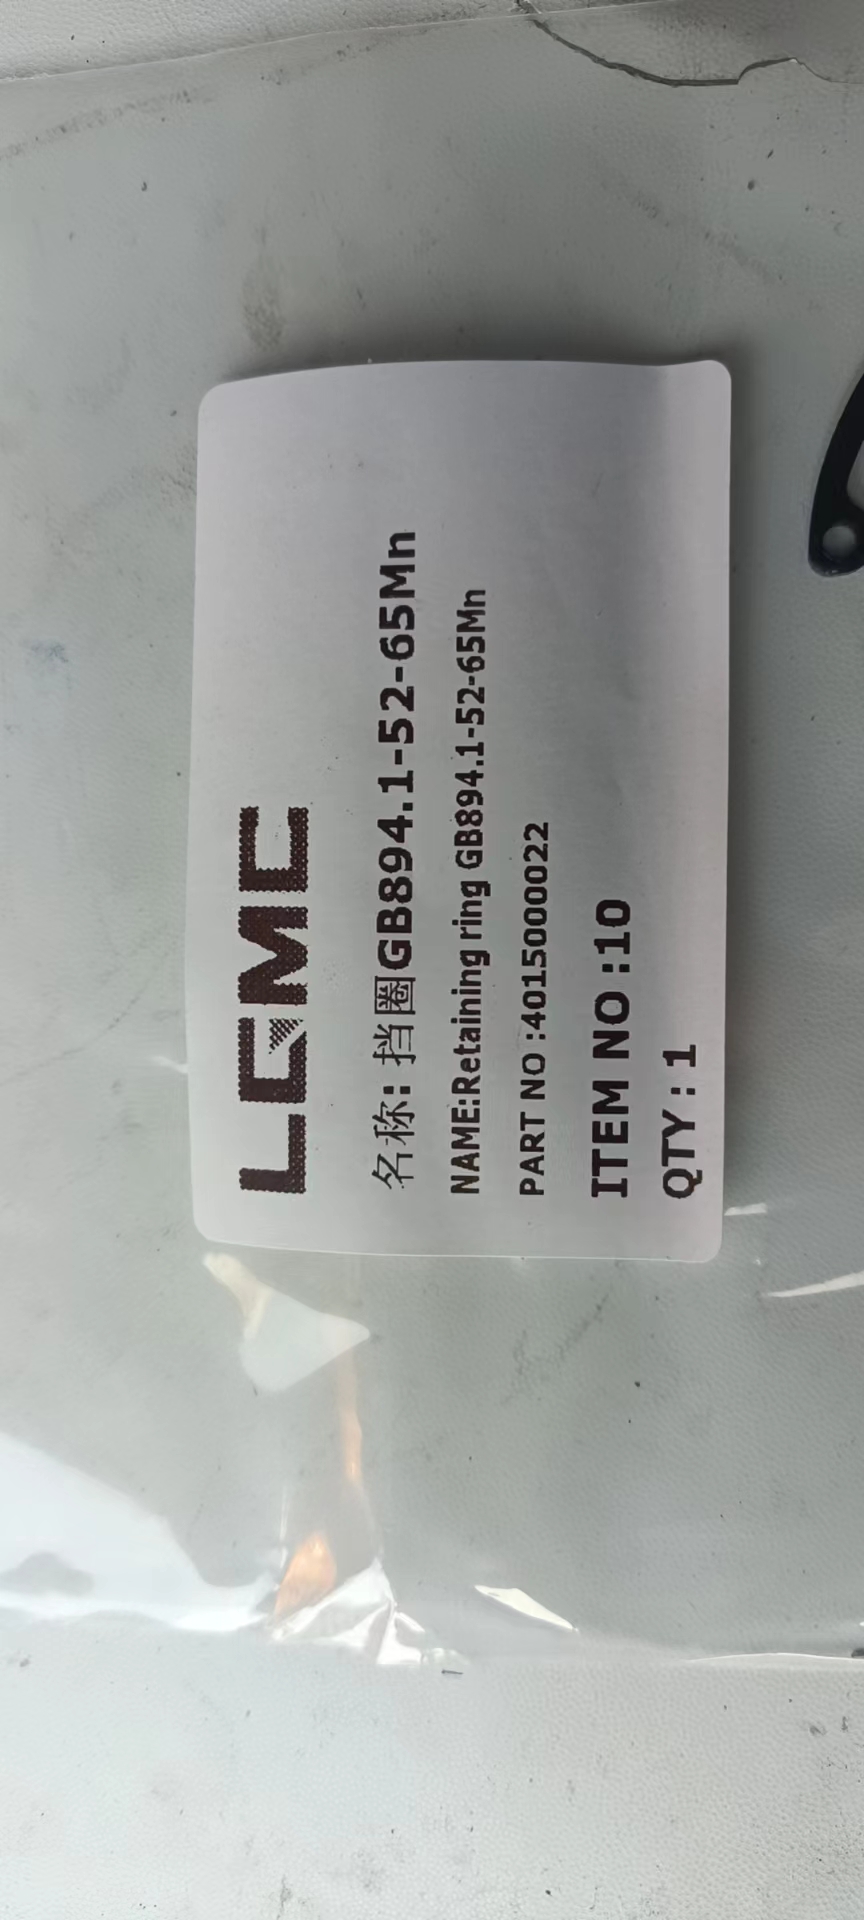 LGMC
名称: 挡圈GB894.1-52-65Mn
NAME:Retaining ring GB894.1-52-65Mn
PART NO :4015000022
ITEM NO :10
QTY : 1